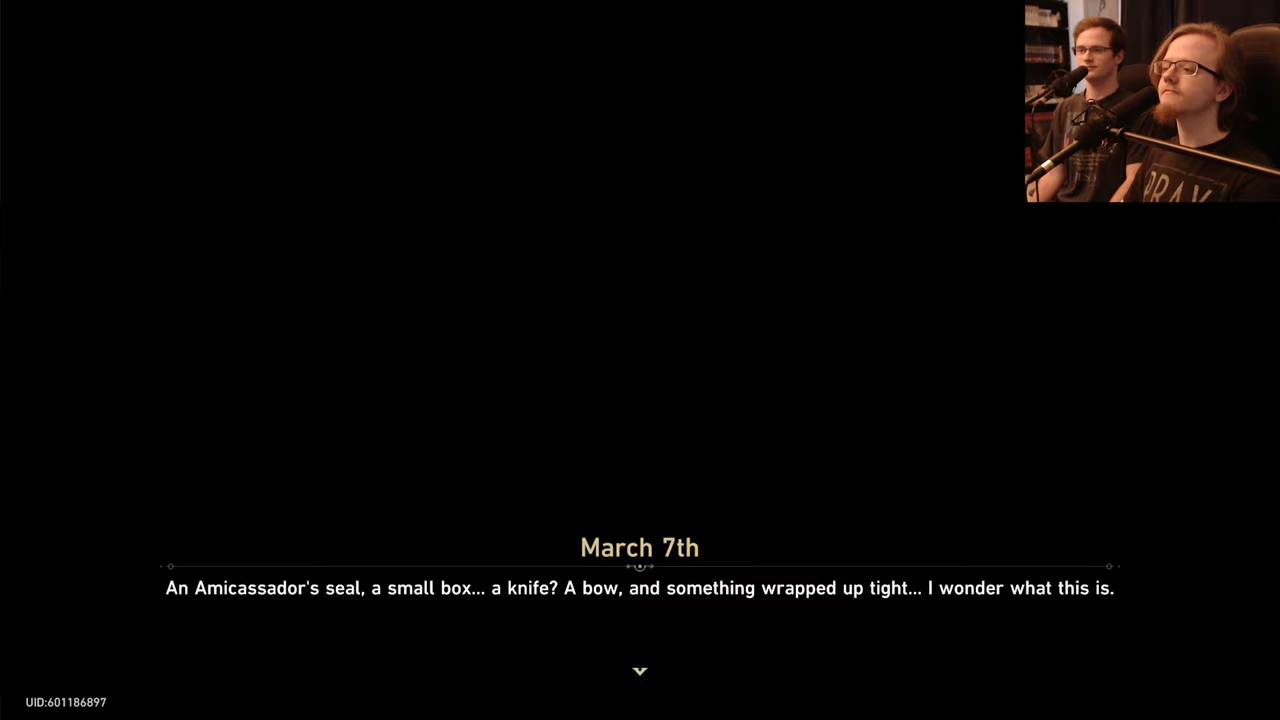 PRAY
March 7th
An Amicassador's seal, a small box... a knife? A bow, and something wrapped up tight... I wonder what this is.
UID:601186897